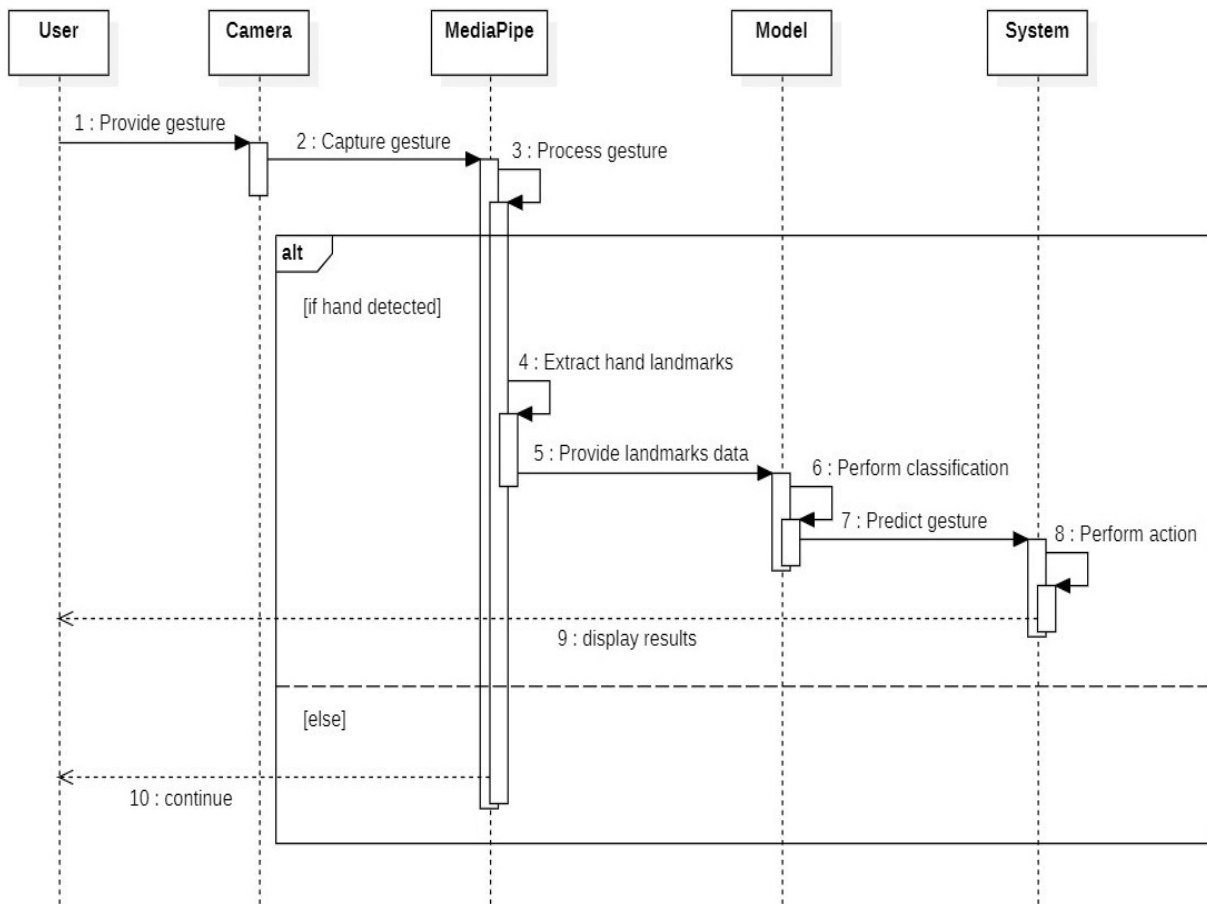 User
Camera
MediaPipe
Model
System
1 : Provide gesture
2 : Capture gesture
3 : Process gesture
alt
[if hand detected]
4 : Extract hand landmarks
5 : Provide landmarks data
6 : Perform classification
7 : Predict gesture
8 : Perform action
9 : display results
[else]
10 : continue